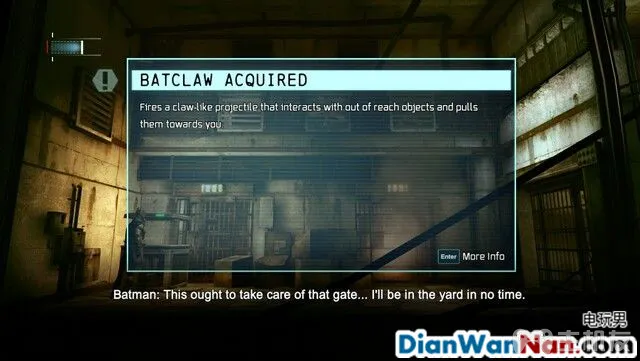 BATCLAW ACQUIRED
Fires a claw-like projectile that interacts with out of reach objects and pulls
them towards you
Enter More Info
Batman: This ought to take care of that gate... I'll be in the yard in no time.
电玩男
DianWanNan.com